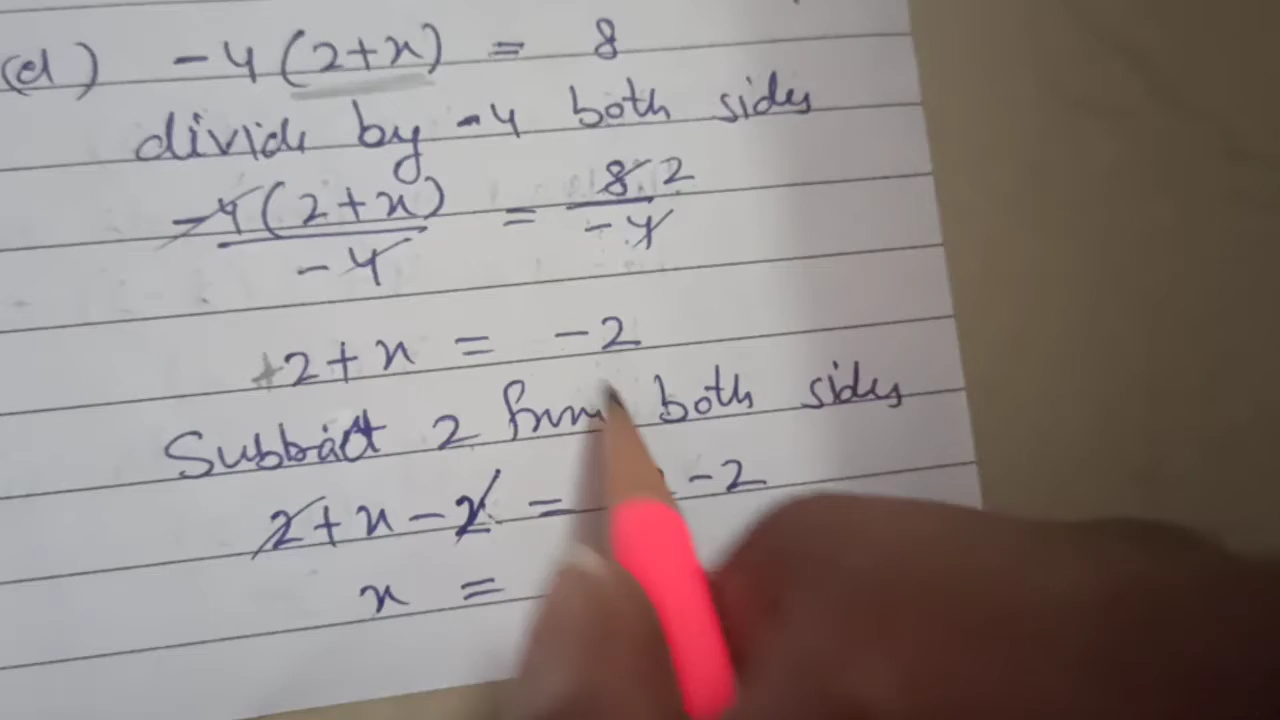 (d) -4(2+x) = 8
divide by -4 both sides
-4(2+x)/-4 = 8/-4 2
+2+x = -2
Subtract 2 from both sides
2+x-2 = -2
x =